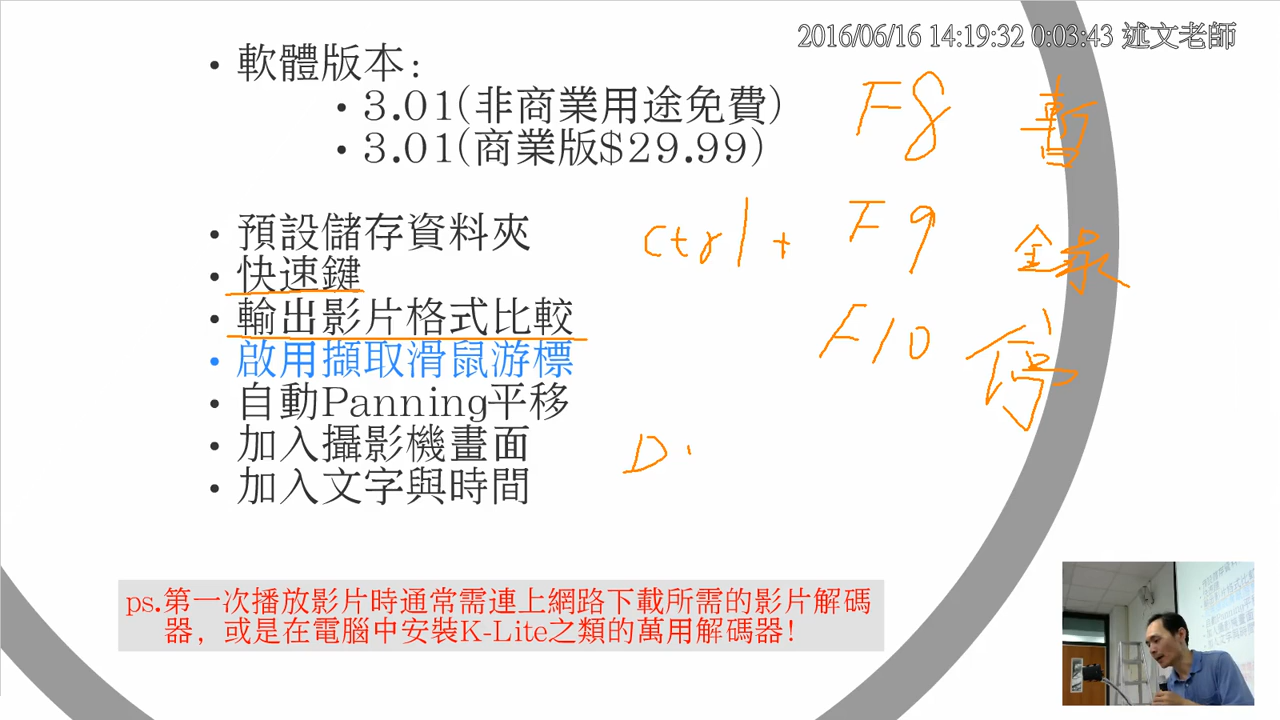 2016/06/16 14:19:32 0:03:43 述文老師
• 軟體版本:
• 3.01(非商業用途免費)
• 3.01(商業版$29.99)
F8 暫
• 預設儲存資料夾
ctrl + F9 錄
• 快速鍵
• 輸出影片格式比較
F10 停
• 啟用擷取滑鼠游標
• 自動Panning平移
• 加入攝影機畫面
D
• 加入文字與時間
ps.第一次播放影片時通常需連上網路下載所需的影片解碼
器，或是在電腦中安裝K-Lite之類的萬用解碼器!